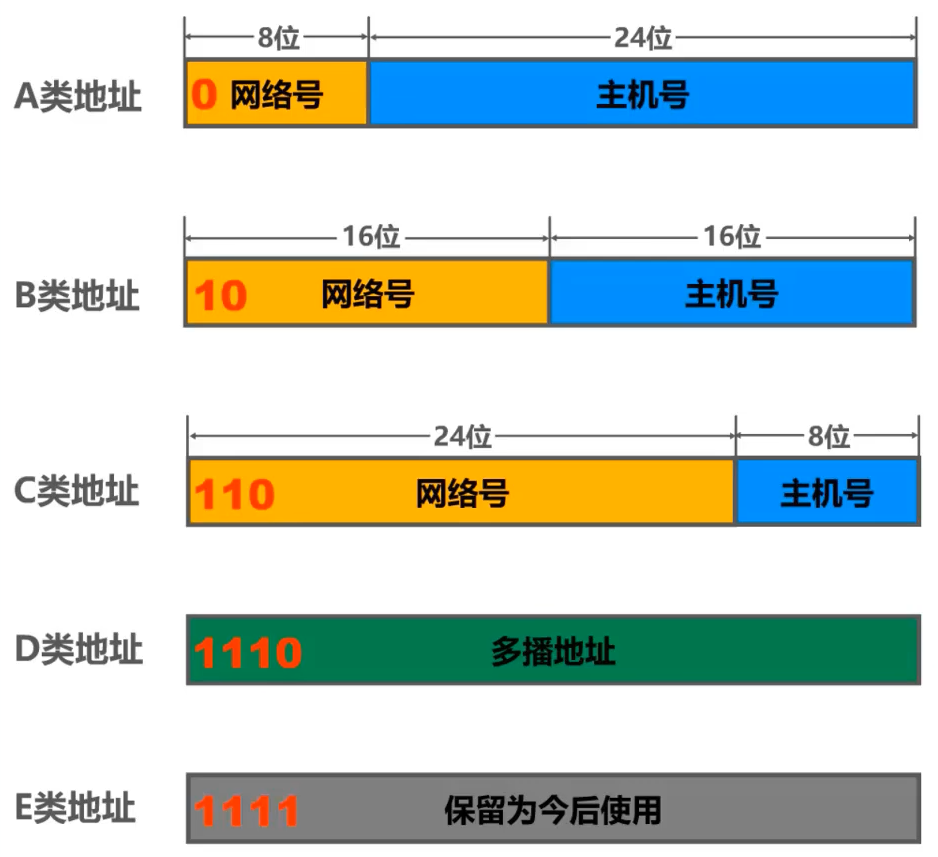 8位 24位
A类地址 0 网络号 主机号
16位 16位
B类地址 10 网络号 主机号
24位 8位
C类地址 110 网络号 主机号
D类地址 1110 多播地址
E类地址 1111 保留为今后使用